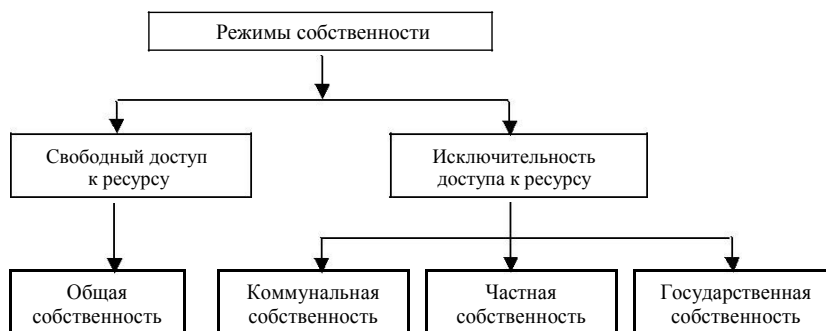 Режимы собственности
Свободный доступ
к ресурсу
Исключительность
доступа к ресурсу
Общая
собственность
Коммунальная
собственность
Частная
собственность
Государственная
собственность